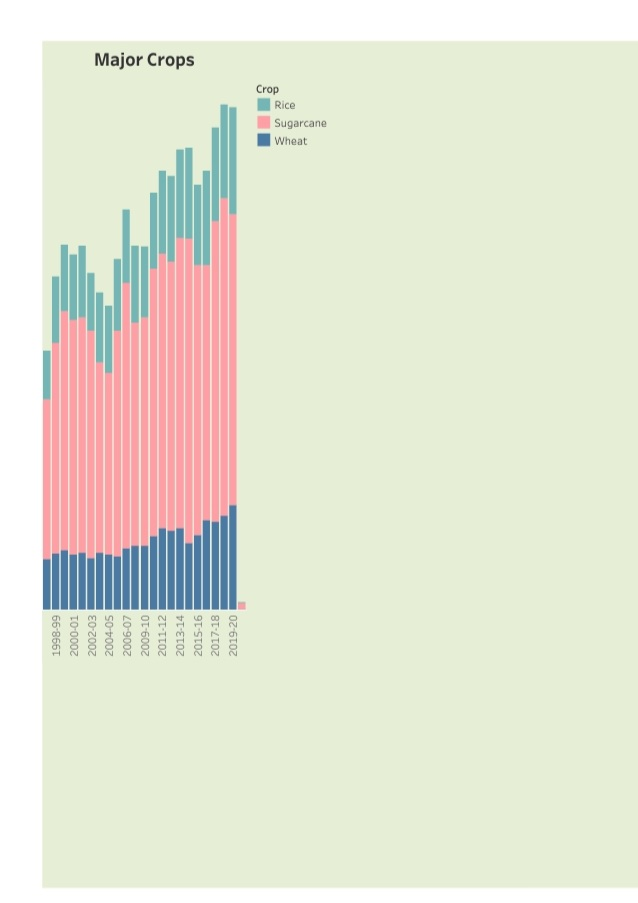 Major Crops
Crop
Rice
Sugarcane
Wheat
1998-99
2000-01
2002-03
2004-05
2006-07
2009-10
2011-12
2013-14
2015-16
2017-18
2019-20